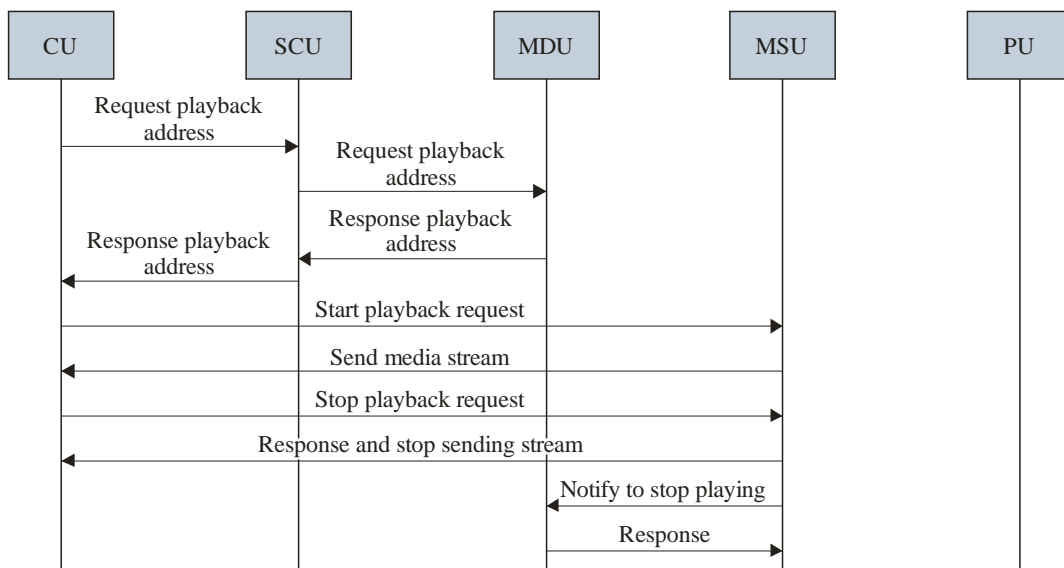 CU
SCU
MDU
MSU
PU
Request playback
address
Request playback
address
Response playback
address
Response playback
address
Start playback request
Send media stream
Stop playback request
Response and stop sending stream
Notify to stop playing
Response